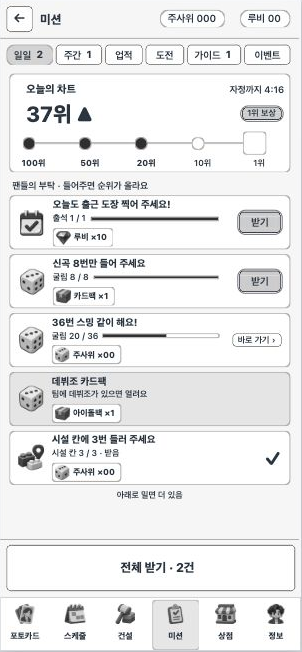 미션
주사위 000
루비 00
일일 2
주간 1
업적
도전
가이드 1
이벤트
오늘의 차트
자정까지 4:16
37위 ▲
1위 보상
100위
50위
20위
10위
1위
팬들의 부탁 · 들어주면 순위가 올라요
오늘도 출근 도장 찍어 주세요!
출석 1 / 1
루비 ×10
받기
신곡 8번만 들어 주세요
굴림 8 / 8
카드팩 ×1
받기
36번 스밍 같이 해요!
굴림 20 / 36
주사위 ×00
바로 가기 ›
데뷔조 카드팩
팀에 데뷔조가 있으면 열려요
아이돌팩 ×1
시설 칸에 3번 들러 주세요
시설 칸 3 / 3 · 받음
주사위 ×00
아래로 밀면 더 있음
전체 받기 · 2건
포토카드
스케줄
건설
미션
상점
정보